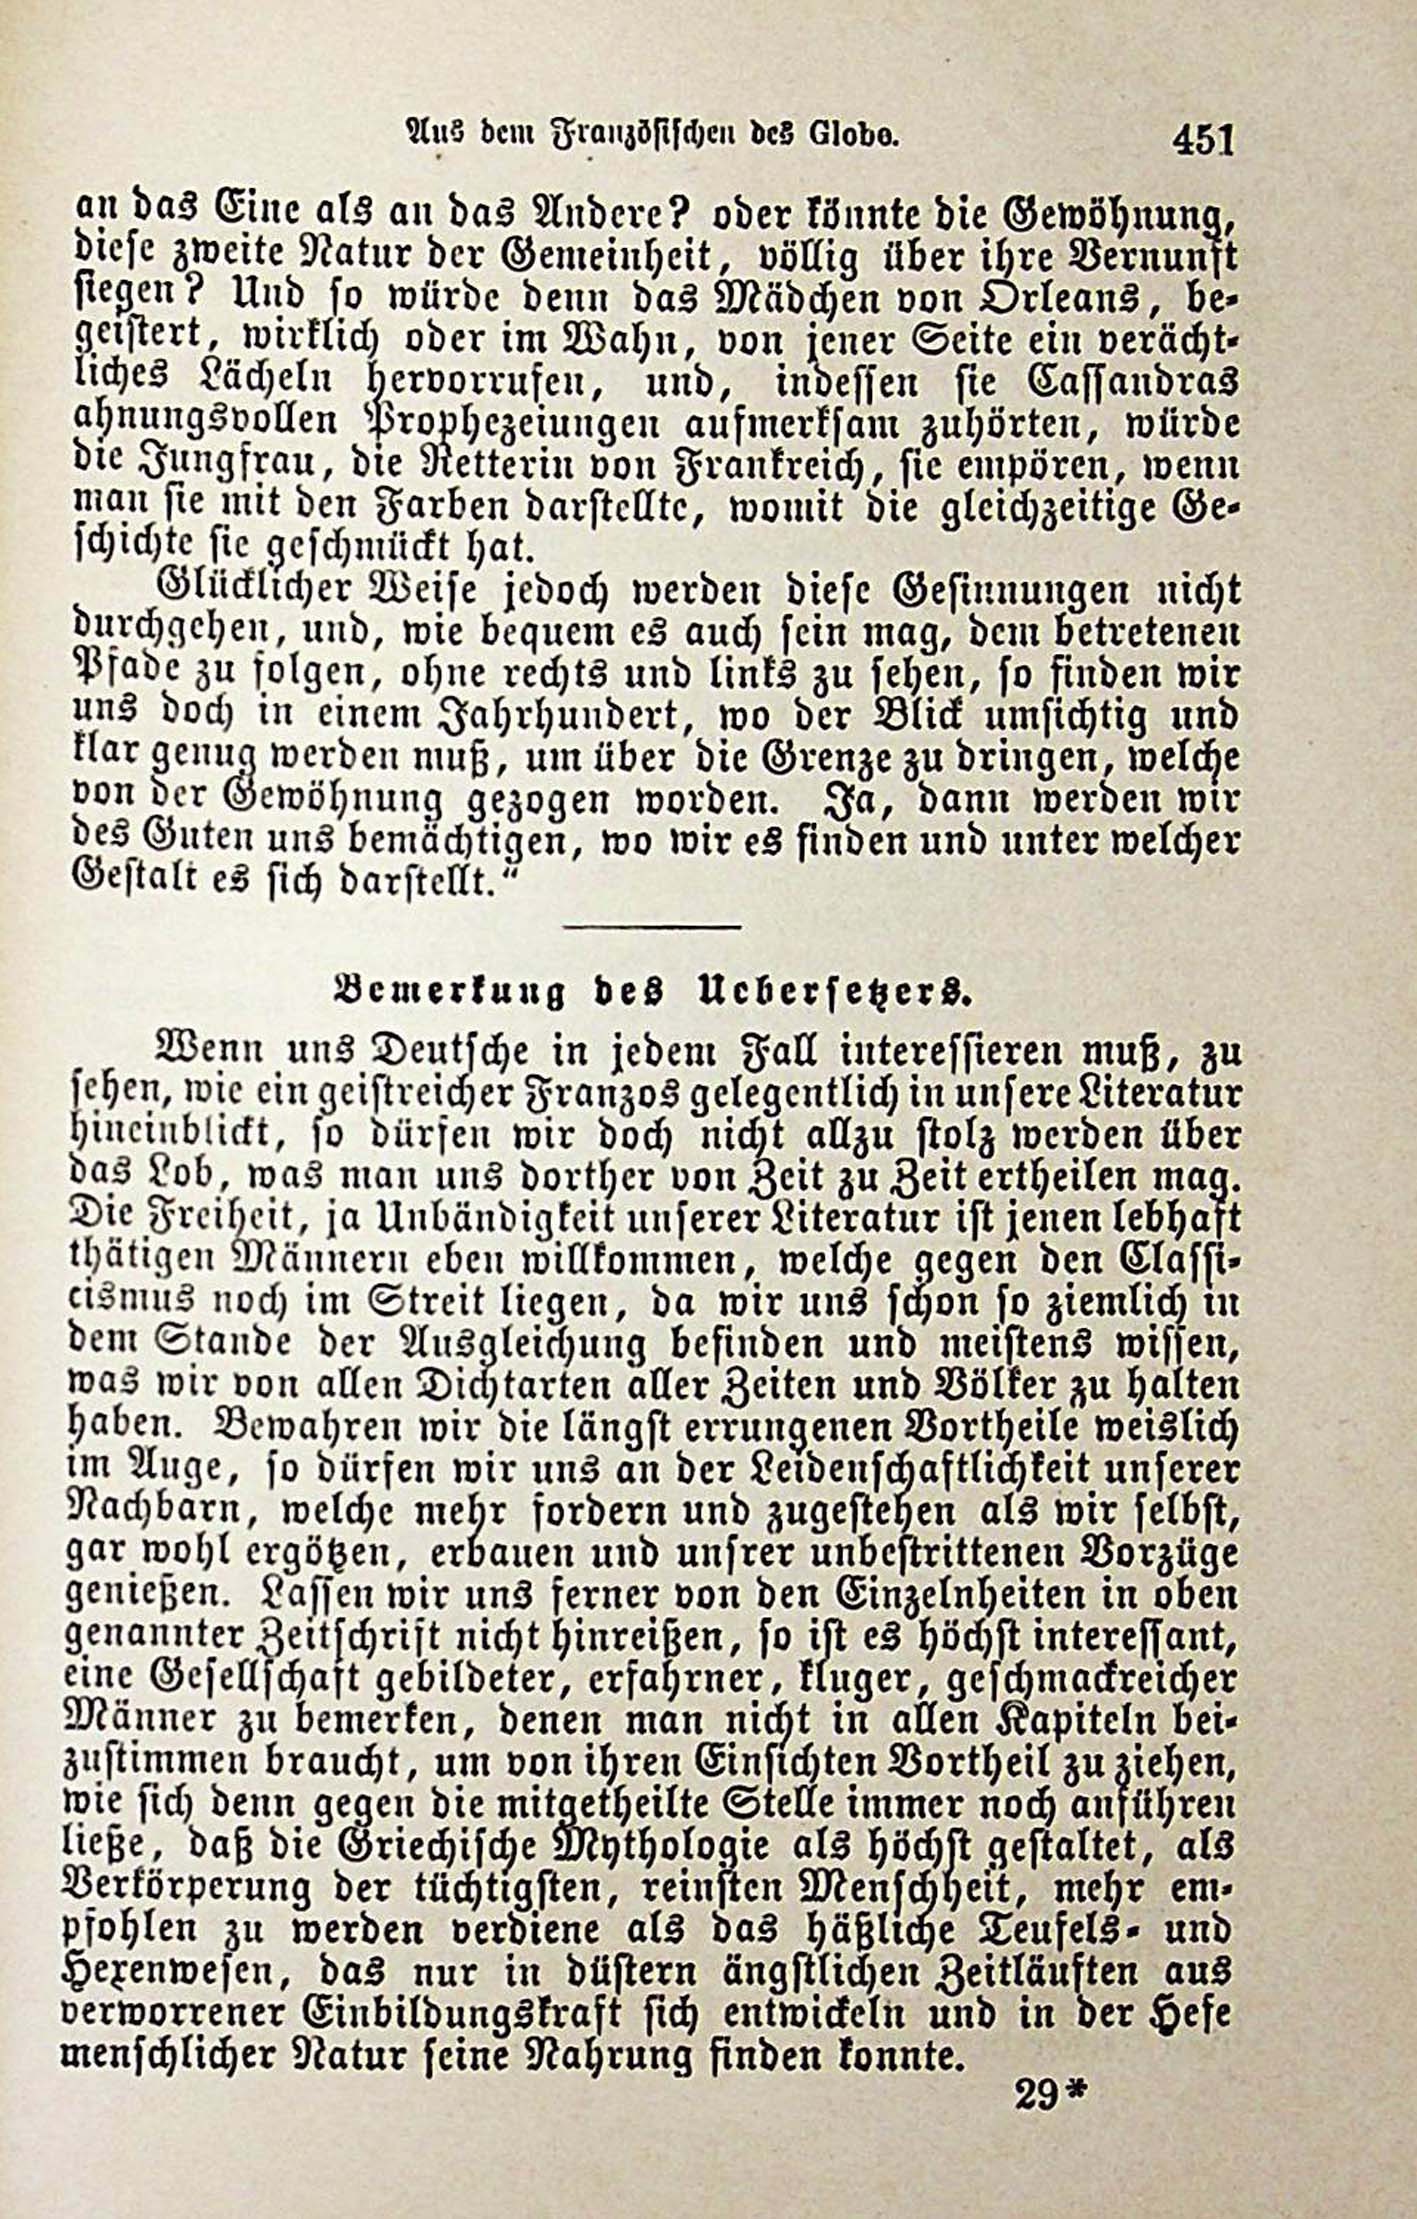 Aus dem Französischen des Globe.
451
an das Eine als an das Andere? oder könnte die Gewöhnung,
diese zweite Natur der Gemeinheit, völlig über ihre Vernunft
siegen? Und so würde denn das Mädchen von Orleans, be-
geistert, wirklich oder im Wahn, von jener Seite ein verächt-
liches Lächeln hervorrufen, und, indessen sie Cassandras
ahnungsvollen Prophezeiungen aufmerksam zuhörten, würde
die Jungfrau, die Retterin von Frankreich, sie empören, wenn
man sie mit den Farben darstellte, womit die gleichzeitige Ge-
schichte sie geschmückt hat.
Glücklicher Weise jedoch werden diese Gesinnungen nicht
durchgehen, und, wie bequem es auch sein mag, dem betretenen
Pfade zu folgen, ohne rechts und links zu sehen, so finden wir
uns doch in einem Jahrhundert, wo der Blick umsichtig und
klar genug werden muß, um über die Grenze zu dringen, welche
von der Gewöhnung gezogen worden. Ja, dann werden wir
des Guten uns bemächtigen, wo wir es finden und unter welcher
Gestalt es sich darstellt.“
Bemerkung des Uebersetzers.
Wenn uns Deutsche in jedem Fall interessieren muß, zu
sehen, wie ein geistreicher Franzos gelegentlich in unsere Literatur
hineinblickt, so dürfen wir doch nicht allzu stolz werden über
das Lob, was man uns dorther von Zeit zu Zeit ertheilen mag.
Die Freiheit, ja Unbändigkeit unserer Literatur ist jenen lebhaft
thätigen Männern eben willkommen, welche gegen den Classi-
cismus noch im Streit liegen, da wir uns schon so ziemlich in
dem Stande der Ausgleichung befinden und meistens wissen,
was wir von allen Dichtarten aller Zeiten und Völker zu halten
haben. Bewahren wir die längst errungenen Vortheile weislich
im Auge, so dürfen wir uns an der Leidenschaftlichkeit unserer
Nachbarn, welche mehr fordern und zugestehen als wir selbst,
gar wohl ergötzen, erbauen und unsrer unbestrittenen Vorzüge
genießen. Lassen wir uns ferner von den Einzelnheiten in oben
genannter Zeitschrift nicht hinreißen, so ist es höchst interessant,
eine Gesellschaft gebildeter, erfahrner, kluger, geschmackreicher
Männer zu bemerken, denen man nicht in allen Kapiteln bei-
zustimmen braucht, um von ihren Einsichten Vortheil zu ziehen,
wie sich denn gegen die mitgetheilte Stelle immer noch anführen
ließe, daß die Griechische Mythologie als höchst gestaltet, als
Verkörperung der tüchtigsten, reinsten Menschheit, mehr em-
pfohlen zu werden verdiene als das häßliche Teufels- und
Hexenwesen, das nur in düstern ängstlichen Zeitläuften aus
verworrener Einbildungskraft sich entwickeln und in der Hefe
menschlicher Natur seine Nahrung finden konnte.
29*